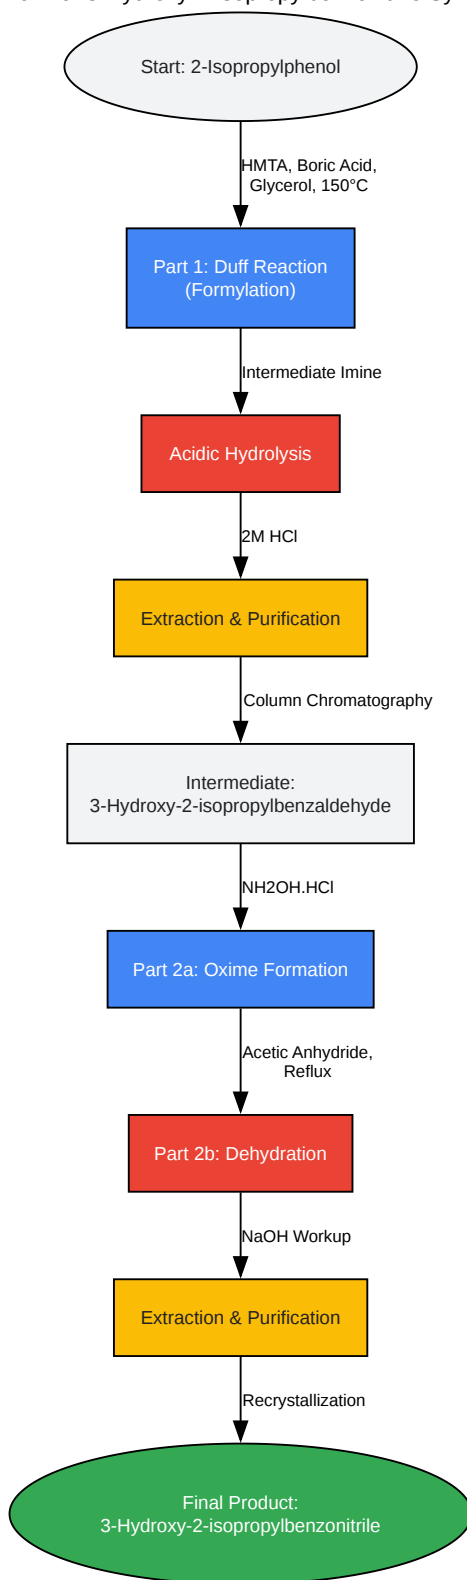 Start: 2-Isopropylphenol
HMTA, Boric Acid,
Glycerol, 150°C
Part 1: Duff Reaction
(Formylation)
Intermediate Imine
Acidic Hydrolysis
2M HCl
Extraction & Purification
Column Chromatography
Intermediate:
3-Hydroxy-2-isopropylbenzaldehyde
NH2OH.HCl
Part 2a: Oxime Formation
Acetic Anhydride,
Reflux
Part 2b: Dehydration
NaOH Workup
Extraction & Purification
Recrystallization
Final Product:
3-Hydroxy-2-isopropylbenzonitrile